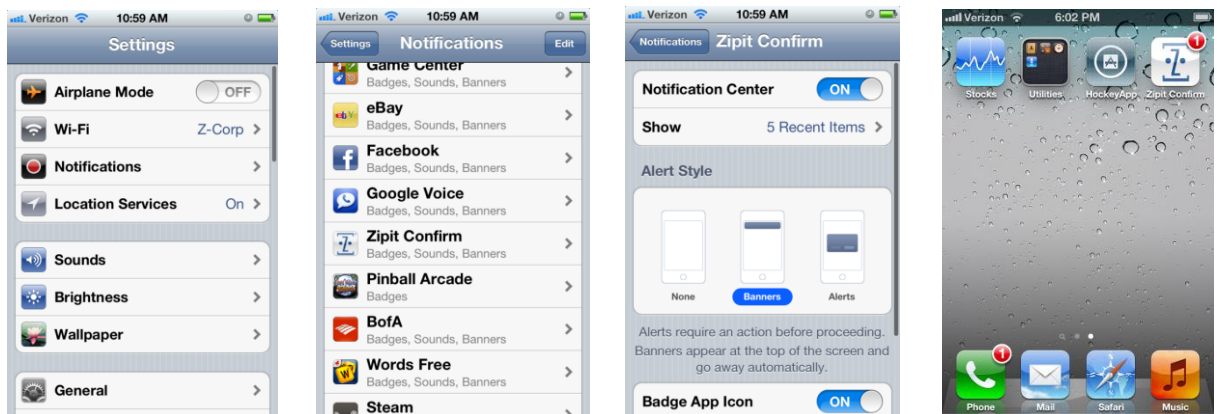 Verizon 10:59 AM
Settings
Airplane Mode OFF
Wi-Fi Z-Corp
Notifications
Location Services On
Sounds
Brightness
Wallpaper
General
Verizon 10:59 AM
Settings Notifications Edit
Game Center
Badges, Sounds, Banners
eBay
Badges, Sounds, Banners
Facebook
Badges, Sounds, Banners
Google Voice
Badges, Sounds, Banners
Zipit Confirm
Badges, Sounds, Banners
Pinball Arcade
Badges
BofA
Badges, Sounds, Banners
Words Free
Badges, Sounds, Banners
Steam
Verizon 10:59 AM
Notifications Zipit Confirm
Notification Center ON
Show 5 Recent Items
Alert Style
None Banners Alerts
Alerts require an action before proceeding.
Banners appear at the top of the screen and
go away automatically.
Badge App Icon ON
Verizon 6:02 PM
1
Stocks Utilities HockeyApp Zipit Confirm
1
Phone Mail Safari Music